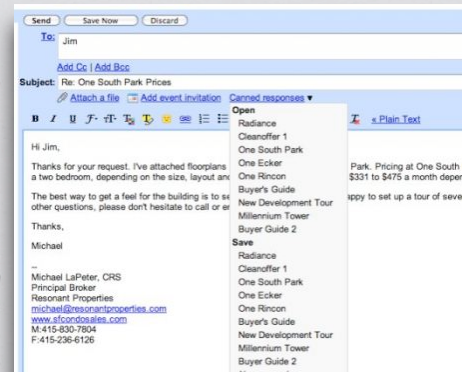 Send Save Now Discard
To: Jim
Add Cc | Add Bcc
Subject: Re: One South Park Prices
Attach a file Add event invitation Canned responses ▼
B I U « Plain Text
Open
Radiance
Cleanoffer 1
One South Park
One Ecker
One Rincon
Buyer's Guide
New Development Tour
Millennium Tower
Buyer Guide 2
Save
Radiance
Cleanoffer 1
One South Park
One Ecker
One Rincon
Buyer's Guide
New Development Tour
Millennium Tower
Buyer Guide 2
Hi Jim,
Thanks for your request. I've attached floorplans Park. Pricing at One South
a two bedroom, depending on the size, layout $331 to $475 a month
The best way to get a feel for the building is to to set up a tour of
other questions, please don't hesitate to call or
Thanks,
Michael
--
Michael LaPeter, CRS
Principal Broker
Resonant Properties
michael@resonantproperties.com
www.sfcondosales.com
M:415-830-7804
F:415-236-6126